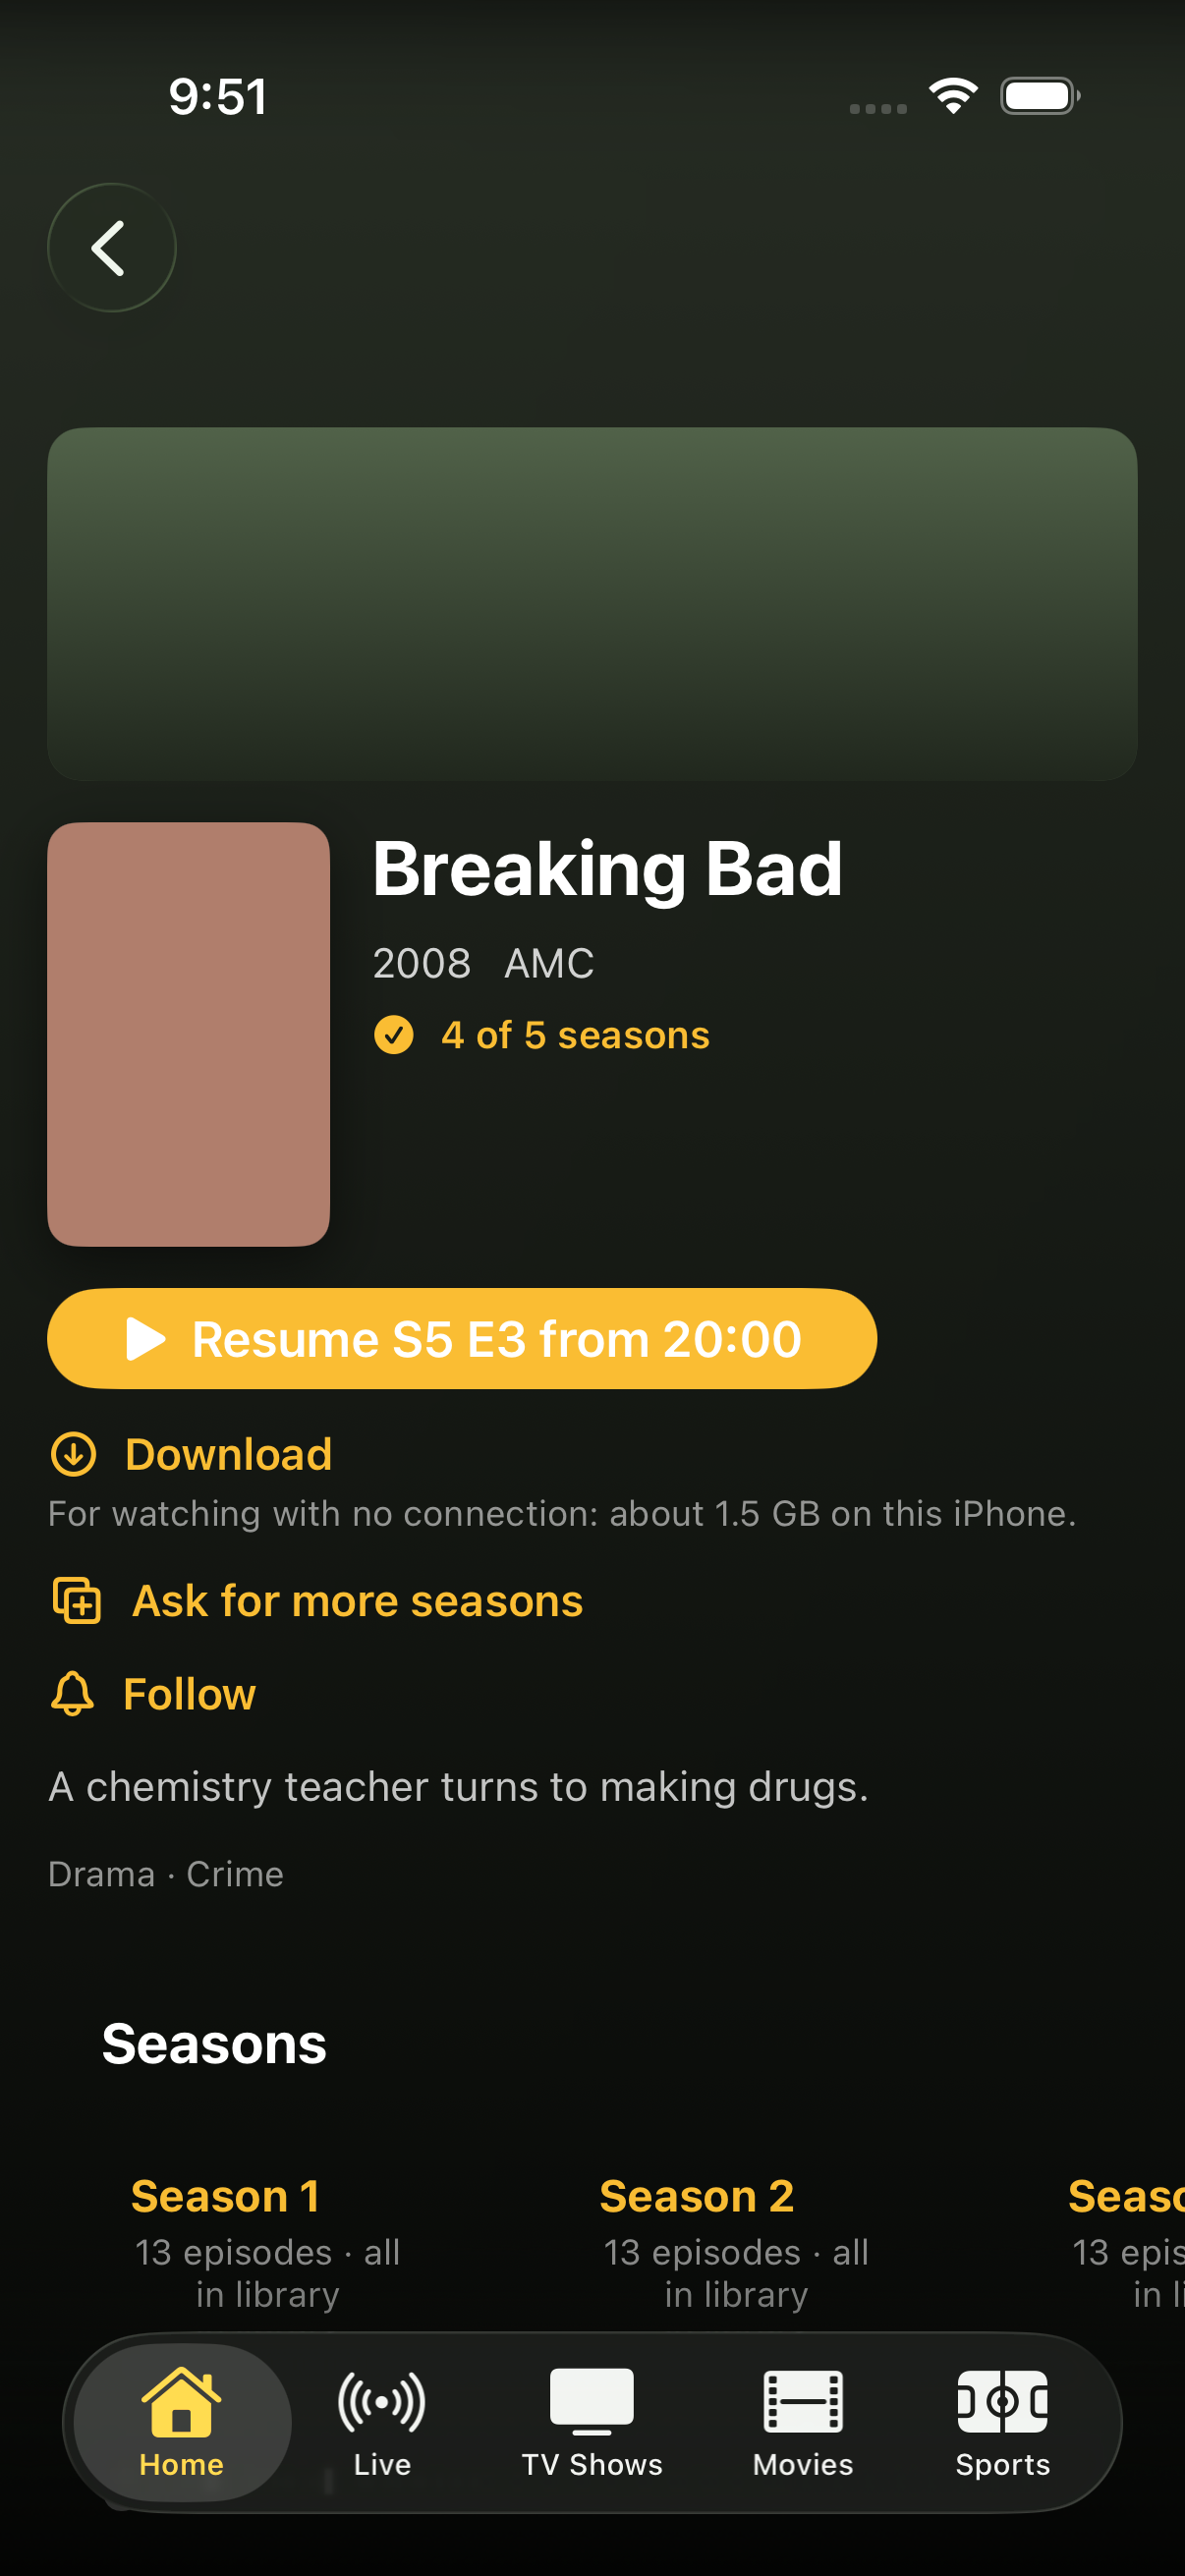 9:51
Breaking Bad
2008 AMC
4 of 5 seasons
Resume S5 E3 from 20:00
Download
For watching with no connection: about 1.5 GB on this iPhone.
Ask for more seasons
Follow
A chemistry teacher turns to making drugs.
Drama · Crime
Seasons
Season 1
13 episodes · all
in library
Season 2
13 episodes · all
in library
Home
Live
TV Shows
Movies
Sports